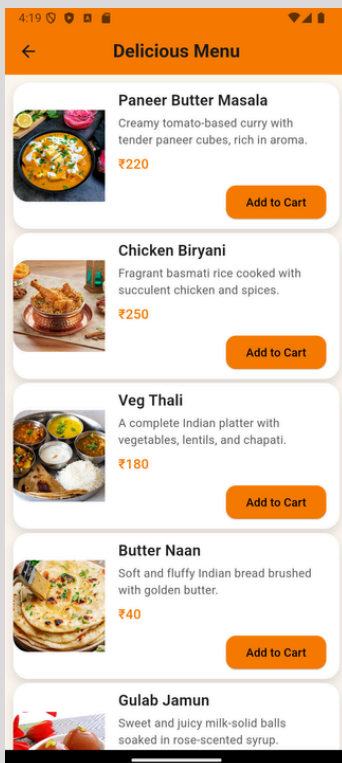 4:19
Delicious Menu
Paneer Butter Masala
Creamy tomato-based curry with
tender paneer cubes, rich in aroma.
₹220
Add to Cart
Chicken Biryani
Fragrant basmati rice cooked with
succulent chicken and spices.
₹250
Add to Cart
Veg Thali
A complete Indian platter with
vegetables, lentils, and chapati.
₹180
Add to Cart
Butter Naan
Soft and fluffy Indian bread brushed
with golden butter.
₹40
Add to Cart
Gulab Jamun
Sweet and juicy milk-solid balls
soaked in rose-scented syrup.